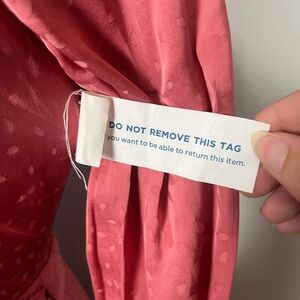 DO NOT REMOVE THIS TAG
you want to be able to return this item.